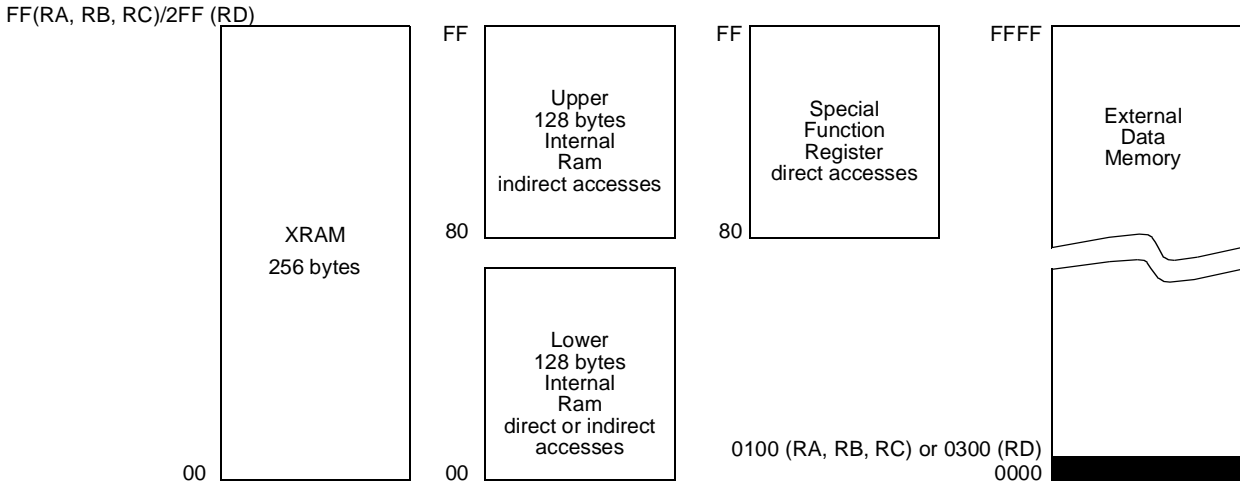 FF(RA, RB, RC)/2FF (RD)
XRAM
256 bytes
00
FF
Upper
128 bytes
Internal
Ram
indirect accesses
80
Lower
128 bytes
Internal
Ram
direct or indirect
accesses
00
FF
Special
Function
Register
direct accesses
80
FFFF
External
Data
Memory
0100 (RA, RB, RC) or 0300 (RD)
0000